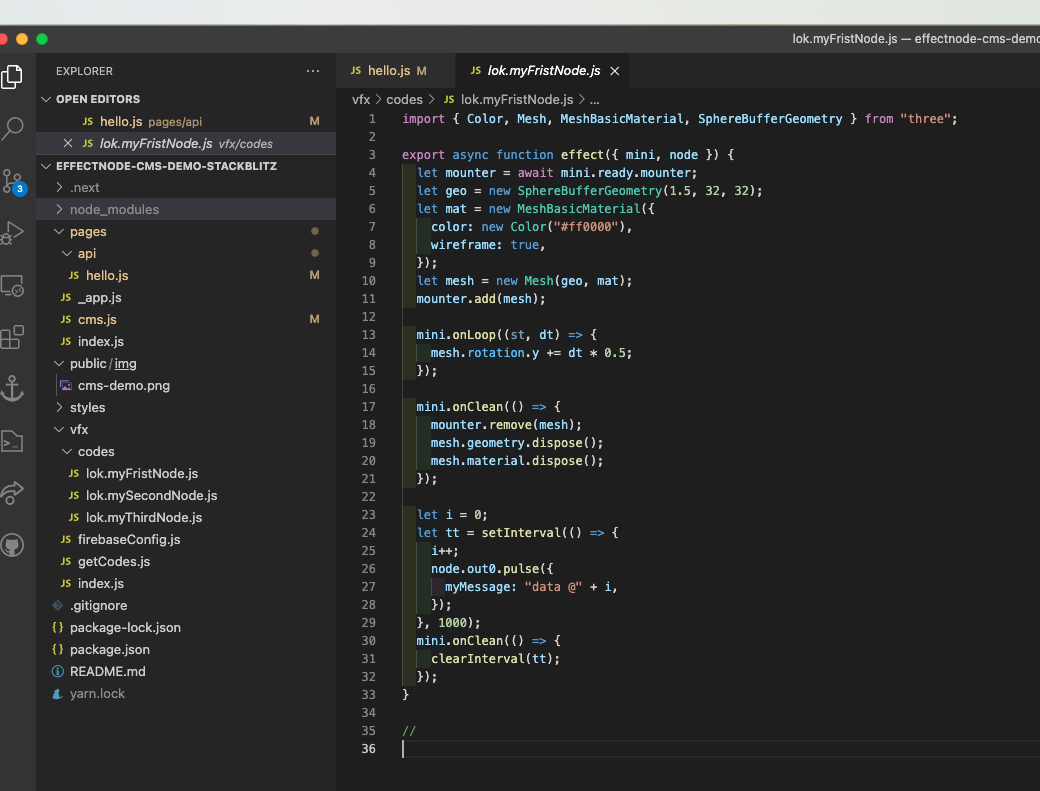 lok.myFristNode.js — effectnode-cms-demo
EXPLORER ...
OPEN EDITORS
JS hello.js pages/api M
JS lok.myFristNode.js vfx/codes
EFFECTNODE-CMS-DEMO-STACKBLITZ
.next
node_modules
pages
api
JS hello.js M
JS _app.js
JS cms.js M
JS index.js
public/img
cms-demo.png
styles
vfx
codes
JS lok.myFristNode.js
JS lok.mySecondNode.js
JS lok.myThirdNode.js
JS firebaseConfig.js
JS getCodes.js
JS index.js
.gitignore
{} package-lock.json
{} package.json
README.md
yarn.lock
3
JS hello.js M JS lok.myFristNode.js
vfx > codes > JS lok.myFristNode.js > ...
1 import { Color, Mesh, MeshBasicMaterial, SphereBufferGeometry } from "three";
2
3 export async function effect({ mini, node }) {
4 let mounter = await mini.ready.mounter;
5 let geo = new SphereBufferGeometry(1.5, 32, 32);
6 let mat = new MeshBasicMaterial({
7 color: new Color("#ff0000"),
8 wireframe: true,
9 });
10 let mesh = new Mesh(geo, mat);
11 mounter.add(mesh);
12
13 mini.onLoop((st, dt) => {
14 mesh.rotation.y += dt * 0.5;
15 });
16
17 mini.onClean(() => {
18 mounter.remove(mesh);
19 mesh.geometry.dispose();
20 mesh.material.dispose();
21 });
22
23 let i = 0;
24 let tt = setInterval(() => {
25 i++;
26 node.out0.pulse({
27 myMessage: "data @" + i,
28 });
29 }, 1000);
30 mini.onClean(() => {
31 clearInterval(tt);
32 });
33 }
34
35 //
36